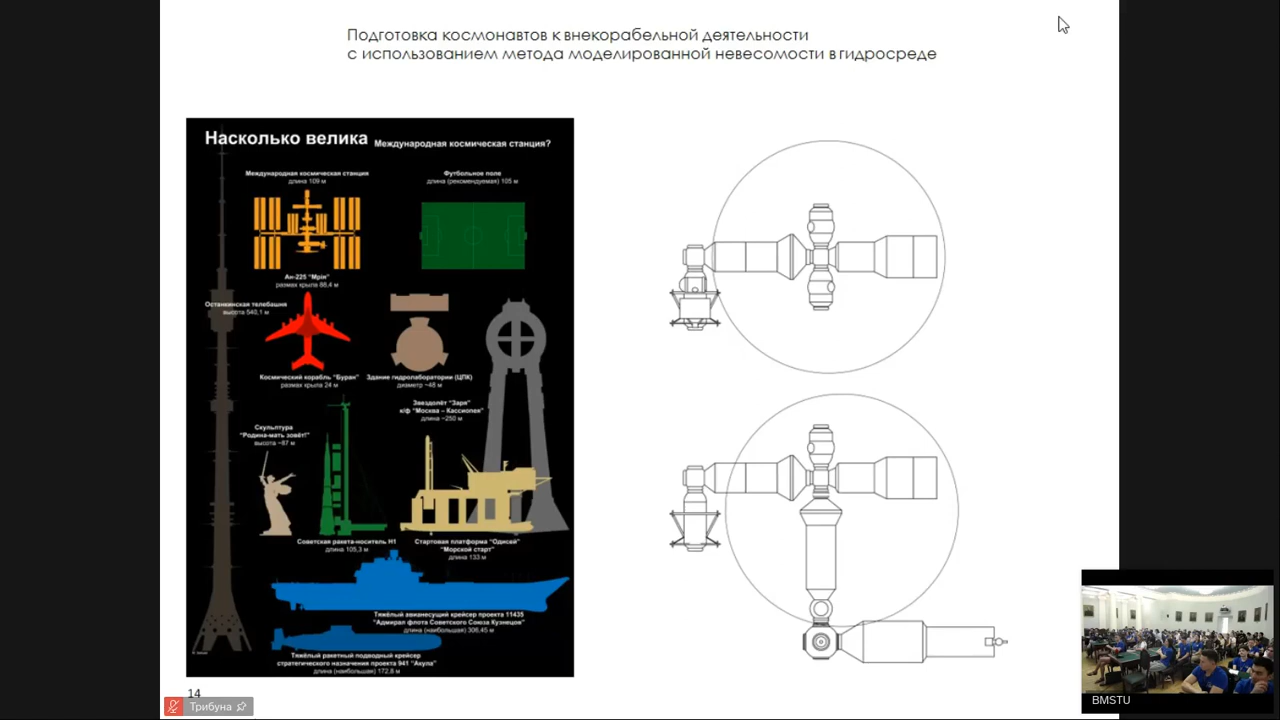 Подготовка космонавтов к внекорабельной деятельности
с использованием метода моделированной невесомости в гидросреде
Насколько велика Международная космическая станция?
Международная космическая станция
длина 109 м
Футбольное поле
длина (рекомендуемая) 105 м
Ан-225 "Мрія"
размах крыла 88,4 м
Останкинская телебашня
высота 540,1 м
Космический корабль "Буран"
размах крыла 24 м
Здание гидролаборатории (ЦПК)
диаметр ~48 м
Звездолёт "Заря"
к/ф "Москва – Кассиопея"
длина ~250 м
Скульптура
"Родина-мать зовёт!"
высота ~87 м
Советская ракета-носитель Н1
длина 105,3 м
Стартовая платформа "Одисей"
"Морской старт"
длина 133 м
Тяжёлый авианесущий крейсер проекта 11435
"Адмирал флота Советского Союза Кузнецов"
длина (наибольшая) 306,45 м
Тяжёлый ракетный подводный крейсер
стратегического назначения проекта 941 "Акула"
длина (наибольшая) 172,8 м
14
Трибуна
BMSTU